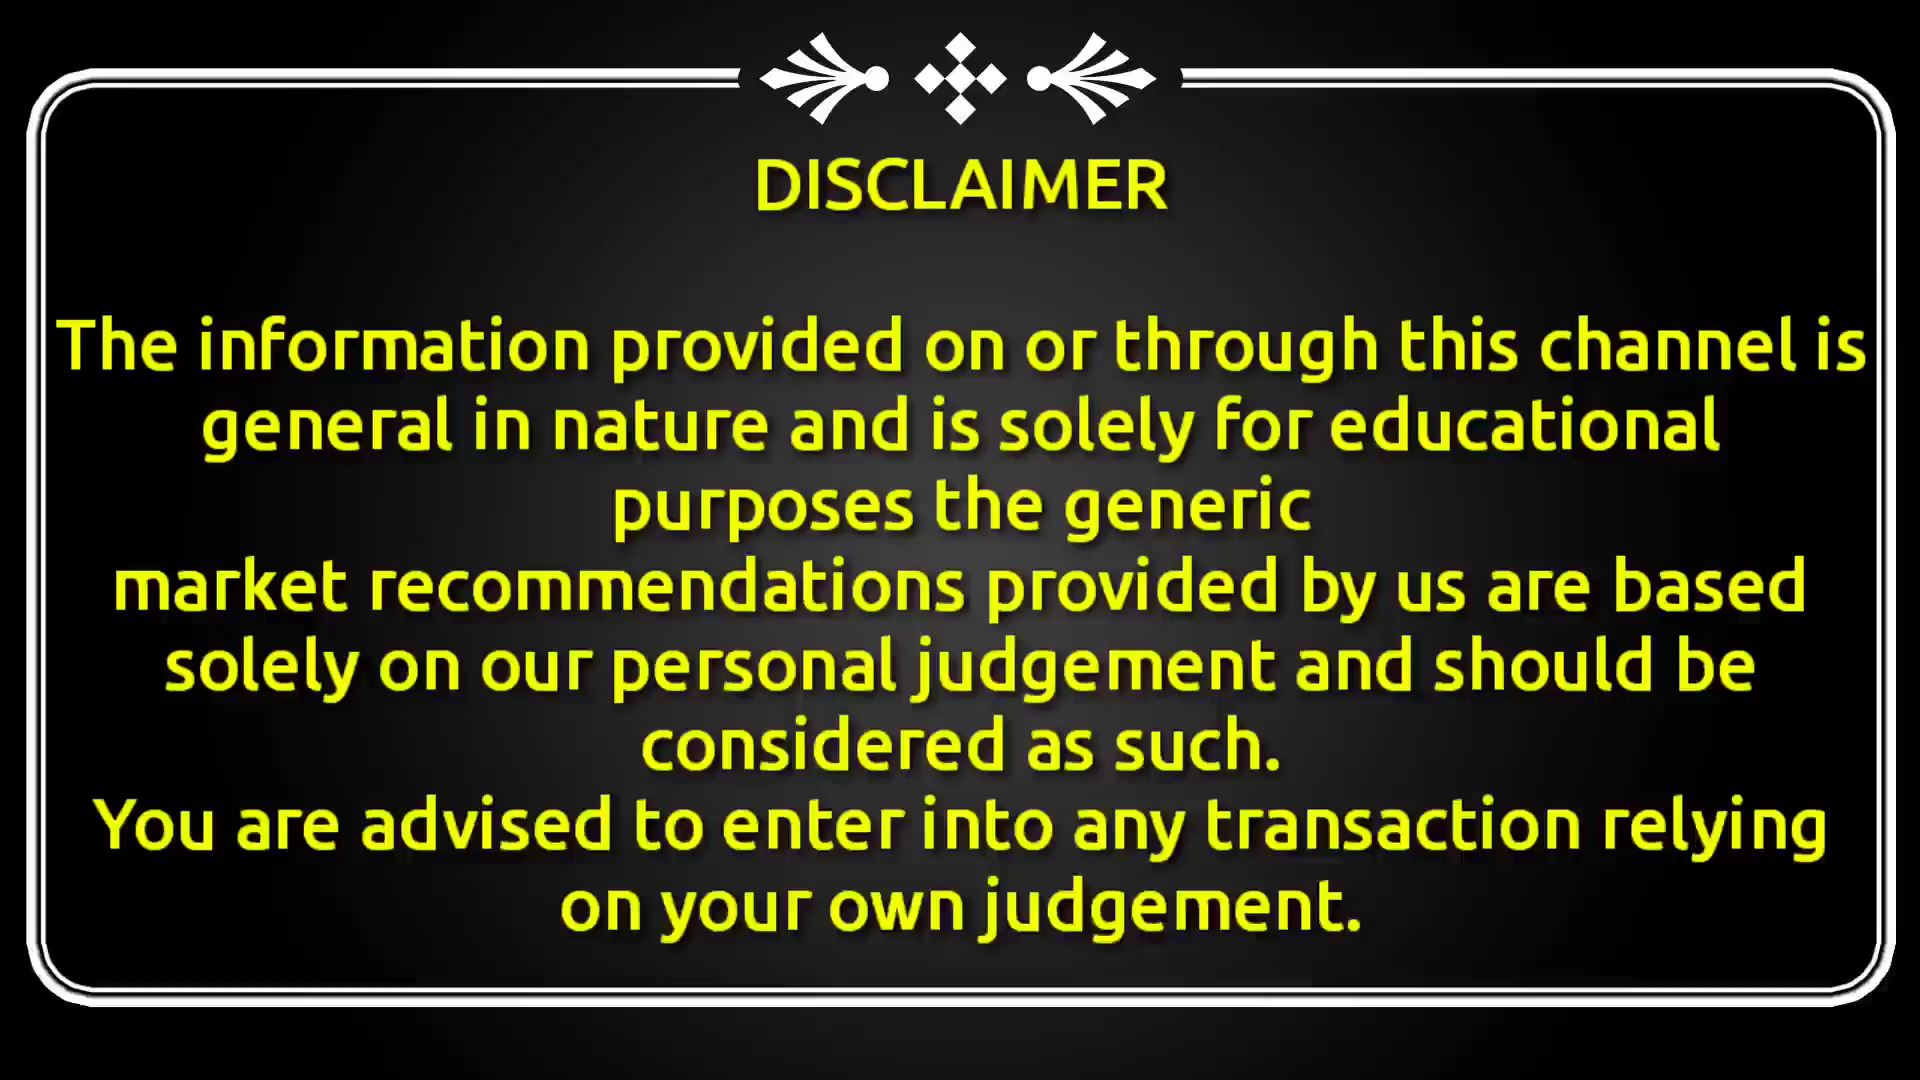 DISCLAIMER
The information provided on or through this channel is
general in nature and is solely for educational
purposes the generic
market recommendations provided by us are based
solely on our personal judgement and should be
considered as such.
You are advised to enter into any transaction relying
on your own judgement.